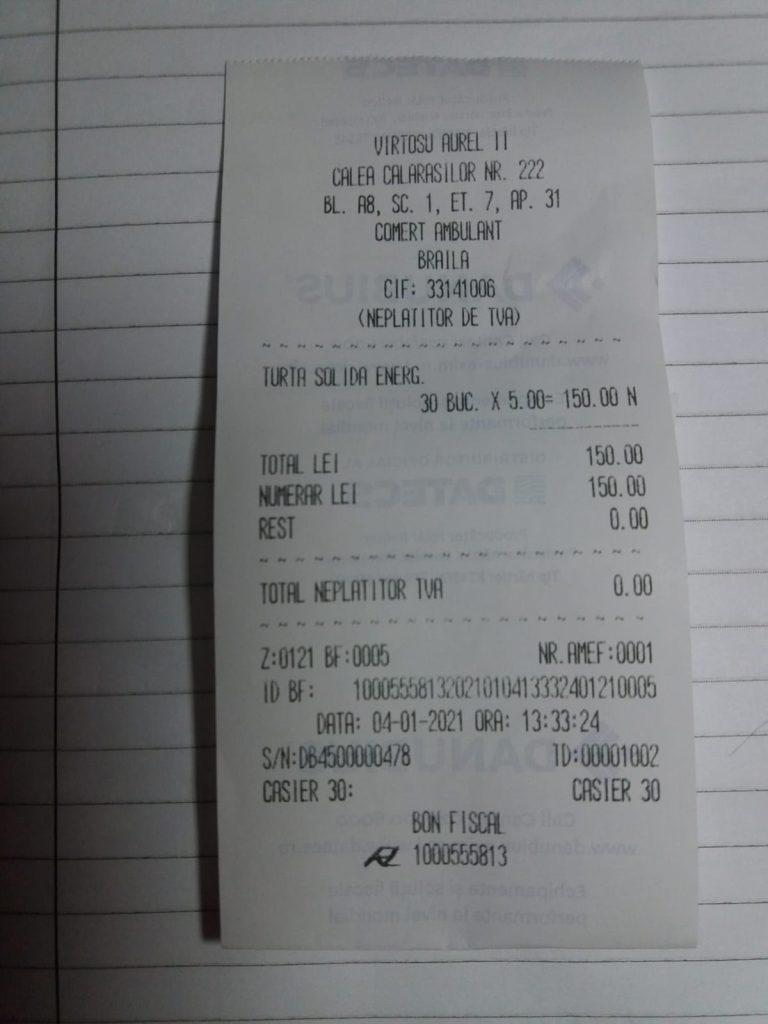 VIRTOSU AUREL II
CALEA CALARASILOR NR. 222
BL. A8, SC. 1, ET. 7, AP. 31
COMERT AMBULANT
BRAILA
CIF: 33141006
(NEPLATITOR DE TVA)
TURTA SOLIDA ENERG.
30 BUC. X 5.00= 150.00 N
TOTAL LEI 150.00
NUMERAR LEI 150.00
REST 0.00
TOTAL NEPLATITOR TVA 0.00
Z:0121 BF:0005 NR.AMEF:0001
ID BF: 10005558132021010413332401210005
DATA: 04-01-2021 ORA: 13:33:24
S/N:DB4500000478 ID:00001002
CASIER 30: CASIER 30
BON FISCAL
1000555813